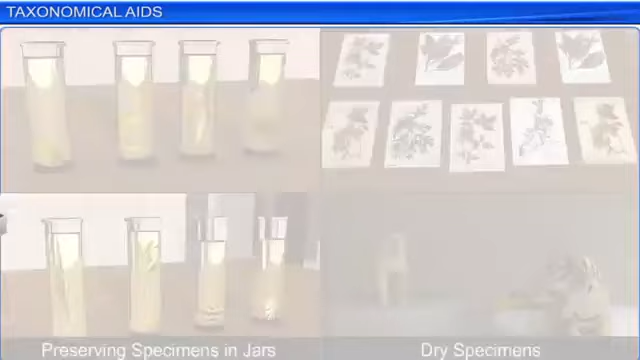 TAXONOMICAL AIDS
Preserving Specimens in Jars
Dry Specimens